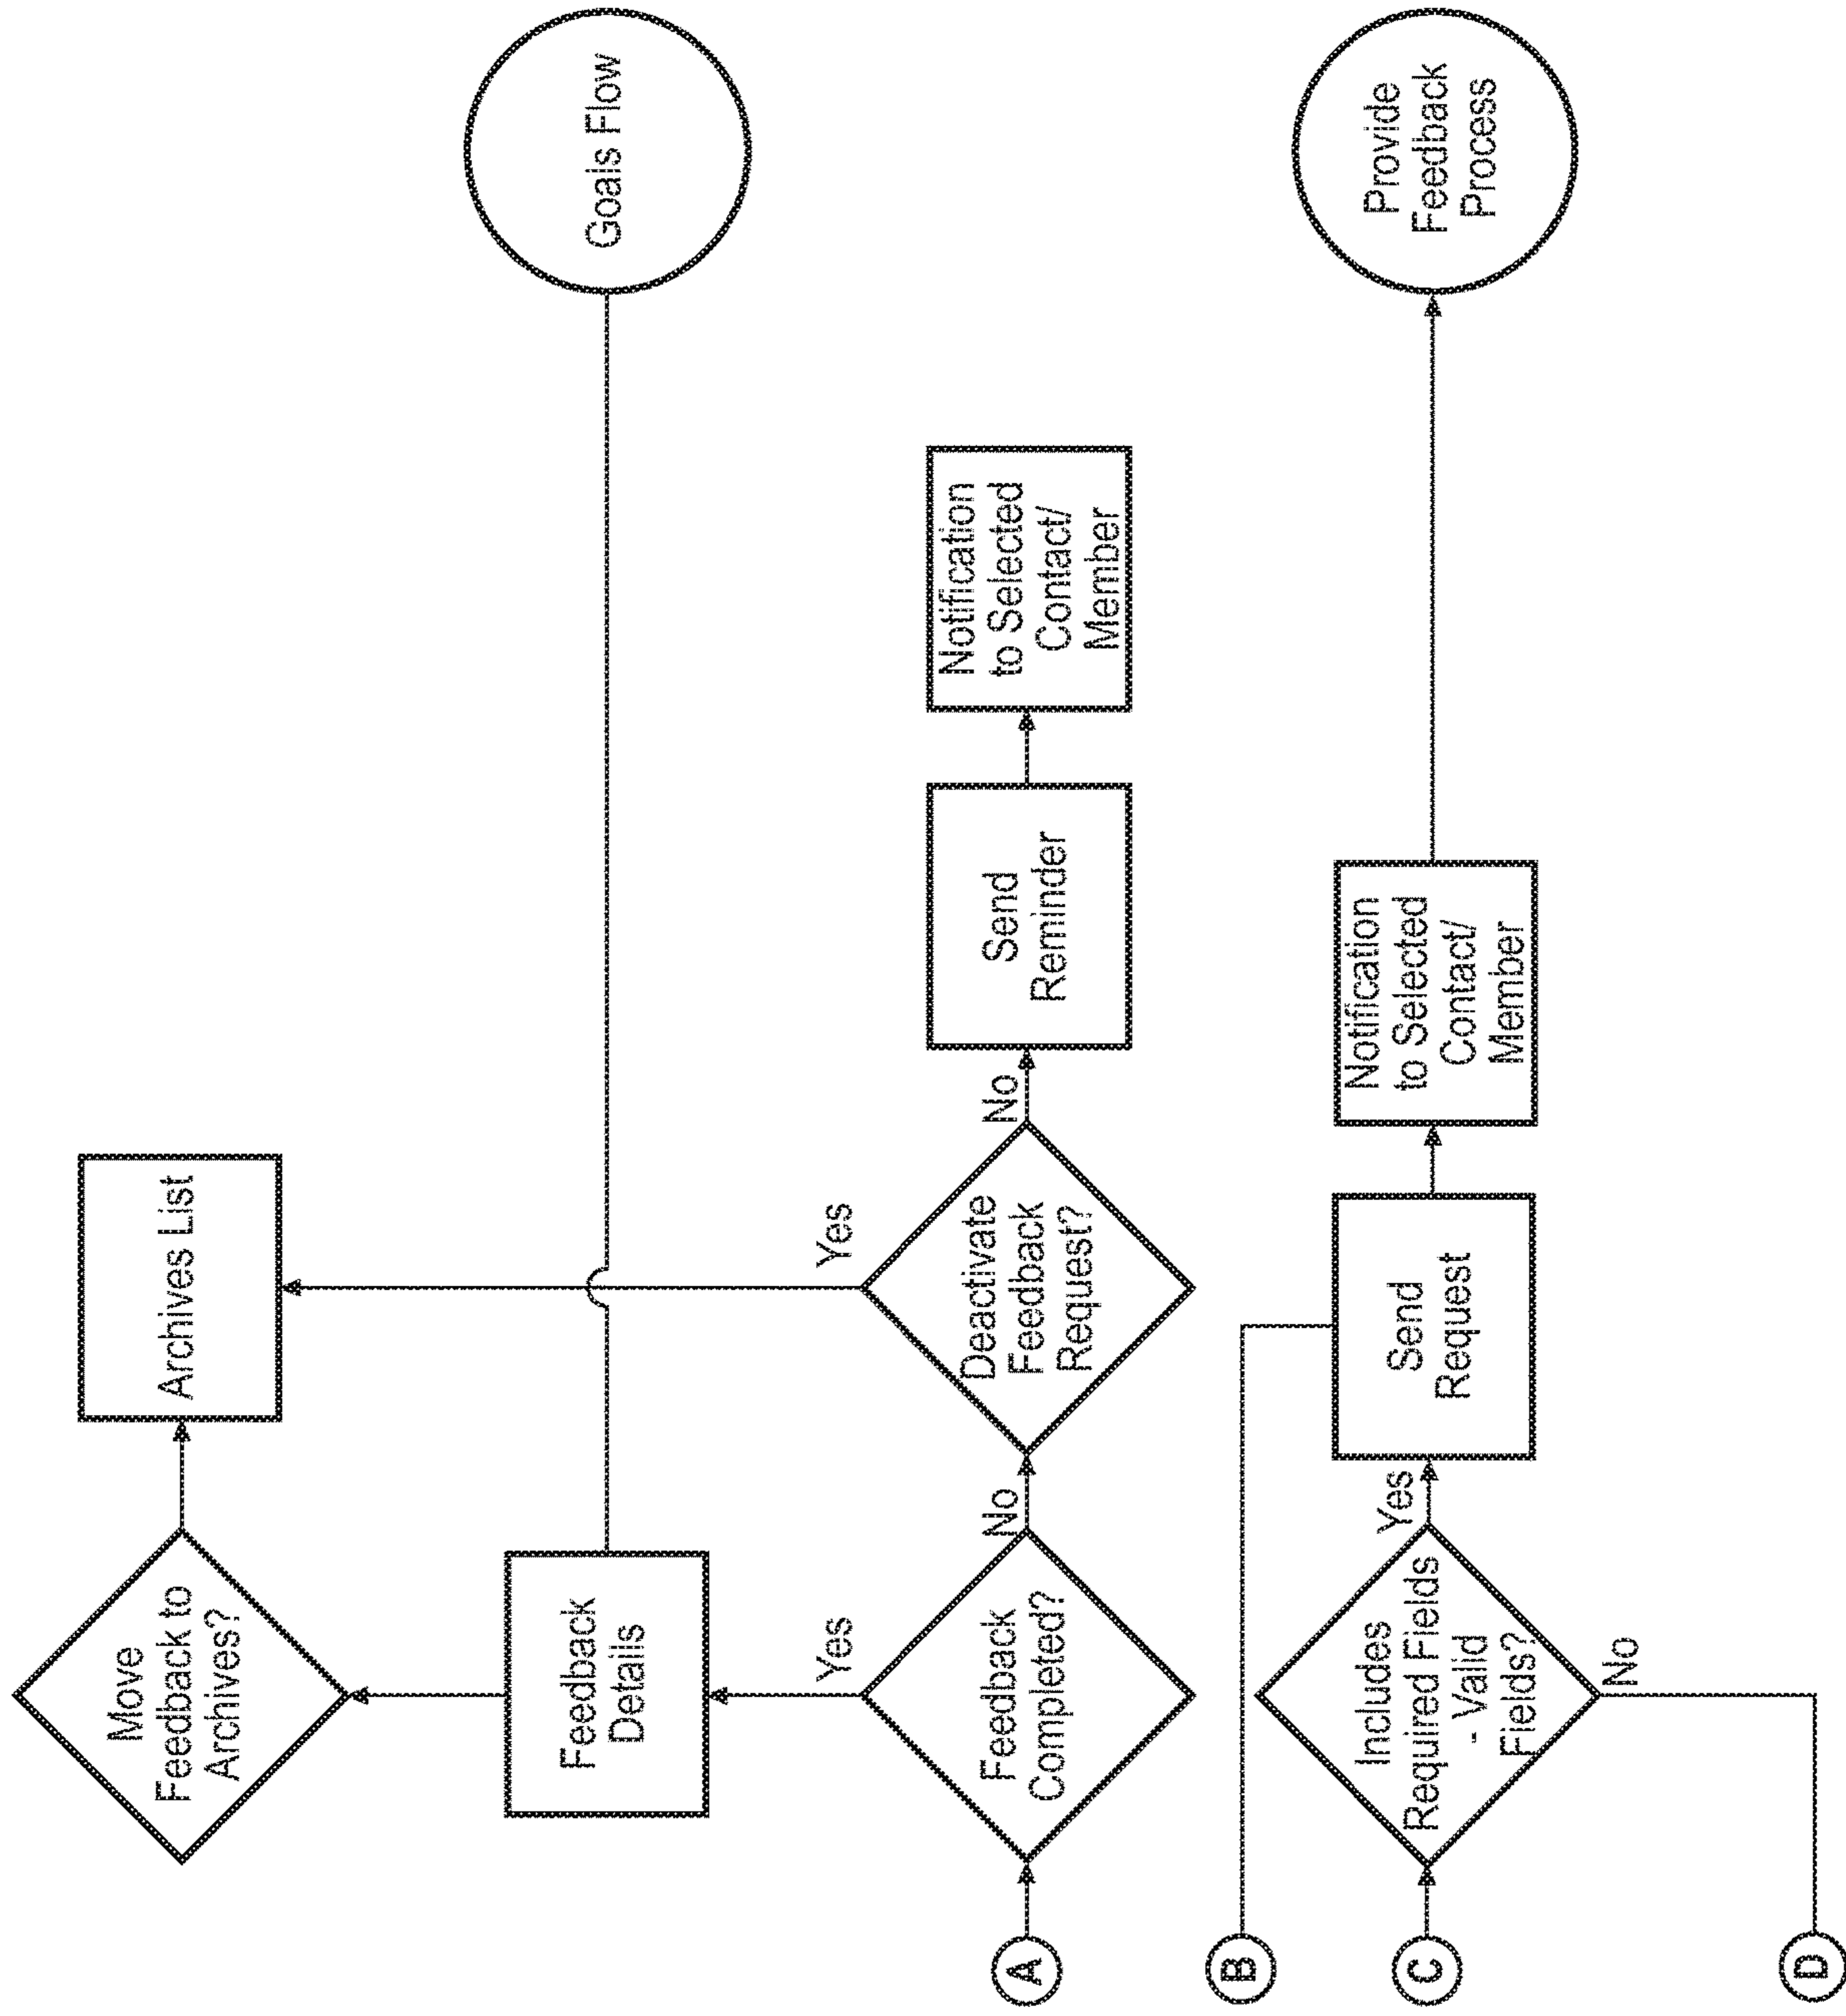 Move
Feedback to
Archives?
Archives List
Feedback
Details
Goals Flow
Yes
Yes
A
Feedback
Completed?
No
Deactivate
Feedback
Request?
No
Send
Reminder
Notification
to Selected
Contact/
Member
B
C
Includes
Required Fields
- Valid
Fields?
Yes
Send
Request
Notification
to Selected
Contact/
Member
Provide
Feedback
Process
No
D